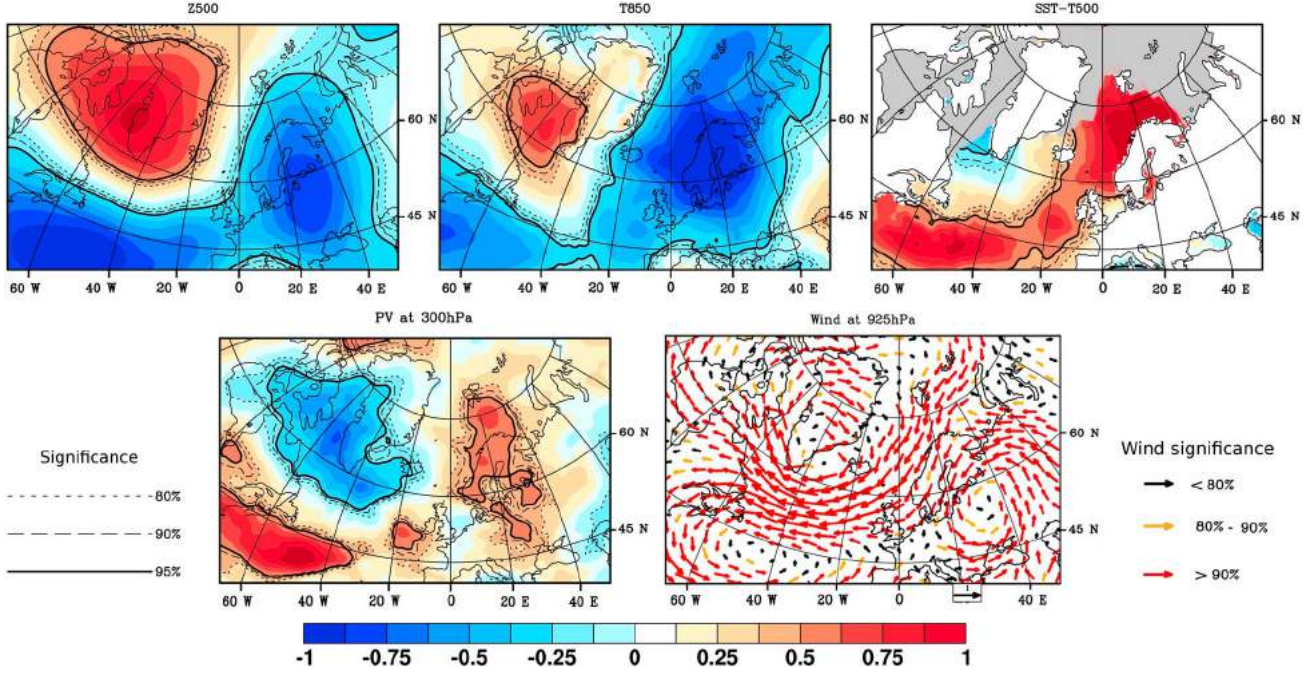 Z500
T850
SST-T500
60 N
45 N
60 W
40 W
20 W
0
20 E
40 E
60 N
45 N
60 W
40 W
20 W
0
20 E
40 E
60 N
45 N
60 W
40 W
20 W
0
20 E
40 E
PV at 300hPa
Wind at 925hPa
60 N
45 N
60 W
40 W
20 W
0
20 E
40 E
60 N
45 N
60 W
40 W
20 W
0
40 E
Significance
80%
90%
95%
Wind significance
< 80%
80% - 90%
> 90%
-1 -0.75 -0.5 -0.25 0 0.25 0.5 0.75 1